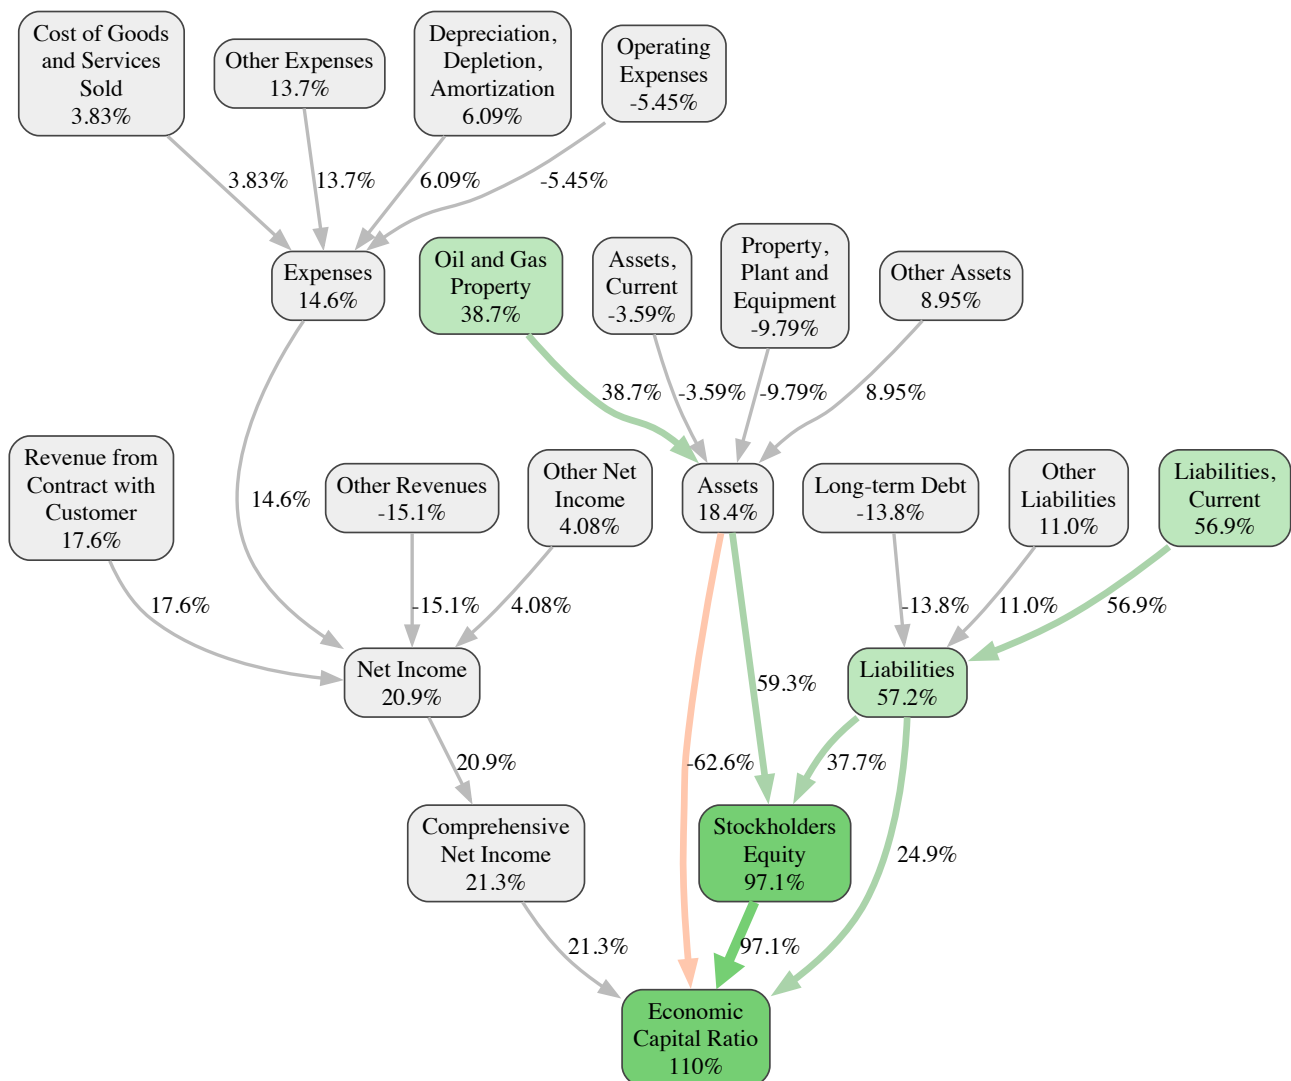 Cost of Goods
and Services
Sold
3.83%
Other Expenses
13.7%
Depreciation,
Depletion,
Amortization
6.09%
Operating
Expenses
-5.45%
3.83%
13.7%
6.09%
-5.45%
Expenses
14.6%
Oil and Gas
Property
38.7%
Assets,
Current
-3.59%
Property,
Plant and
Equipment
-9.79%
Other Assets
8.95%
38.7%
-3.59%
-9.79%
8.95%
Revenue from
Contract with
Customer
17.6%
14.6%
Other Revenues
-15.1%
Other Net
Income
4.08%
Assets
18.4%
Long-term Debt
-13.8%
Other
Liabilities
11.0%
Liabilities,
Current
56.9%
17.6%
-15.1%
4.08%
-13.8%
11.0%
56.9%
Net Income
20.9%
59.3%
Liabilities
57.2%
20.9%
-62.6%
37.7%
Comprehensive
Net Income
21.3%
Stockholders
Equity
97.1%
24.9%
21.3%
97.1%
Economic
Capital Ratio
110%